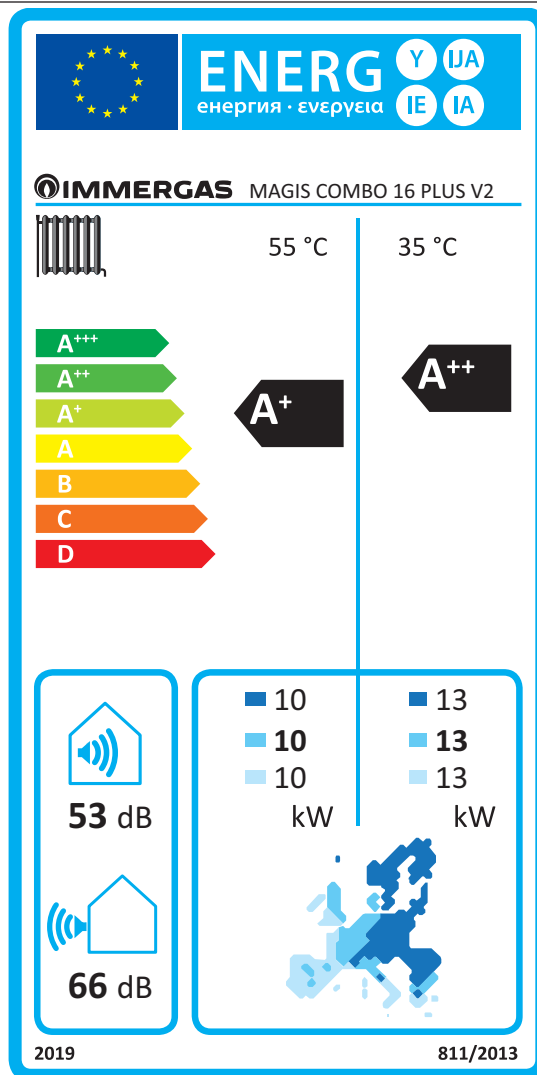 ENERG Y IJA
енергия · ενεργεια IE IA
IMMERGAS MAGIS COMBO 16 PLUS V2
55 °C 35 °C
A+++
A++
A+
A
B
C
D
A+
A++
53 dB
66 dB
10 13
10 13
10 13
kW kW
2019 811/2013